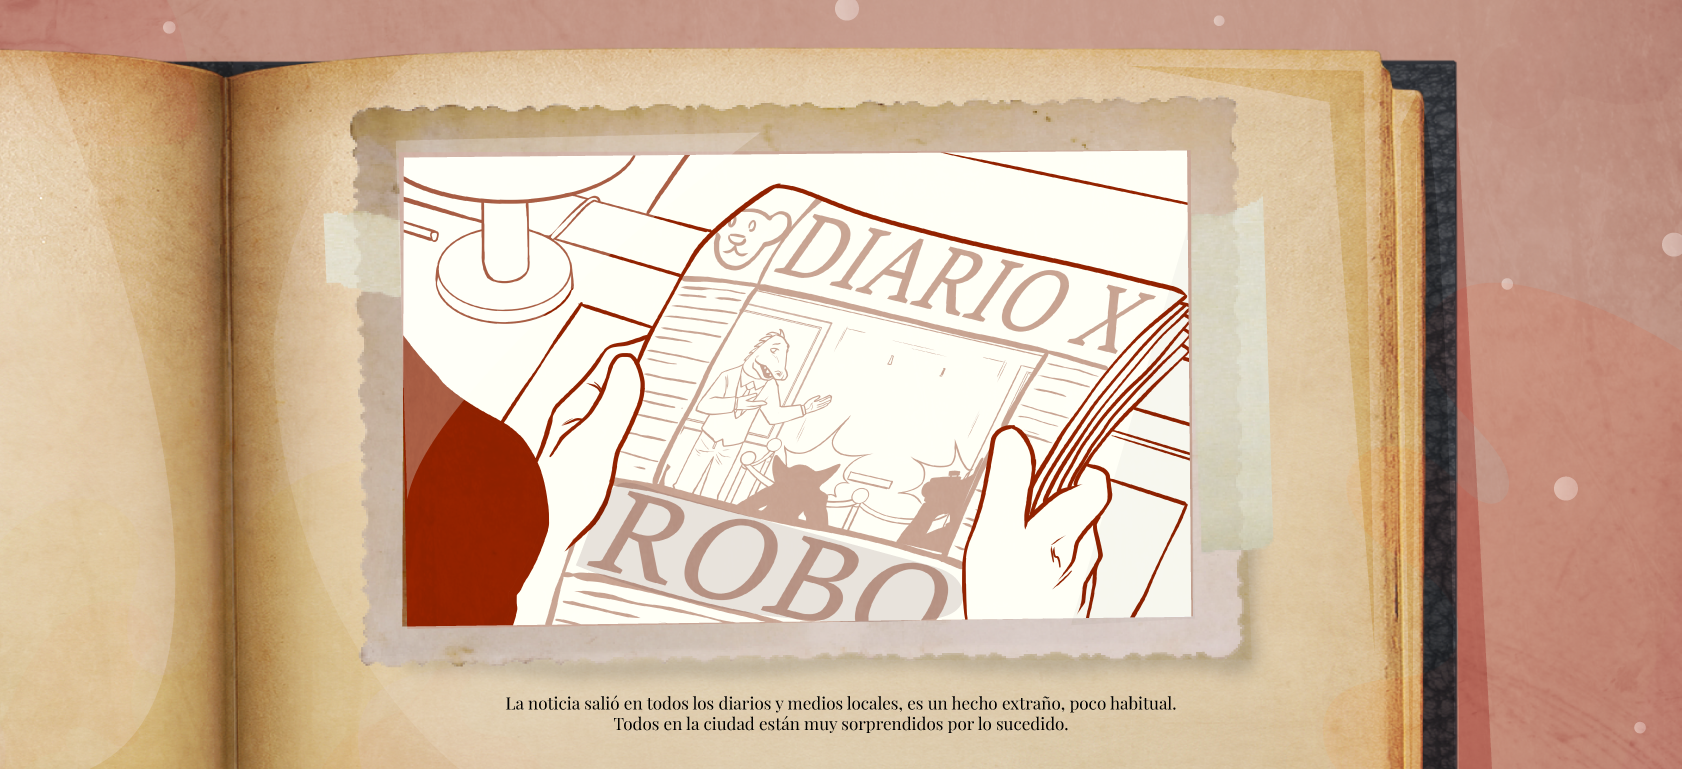 DIARIO X
ROBO
La noticia salió en todos los diarios y medios locales, es un hecho extraño, poco habitual.
Todos en la ciudad están muy sorprendidos por lo sucedido.